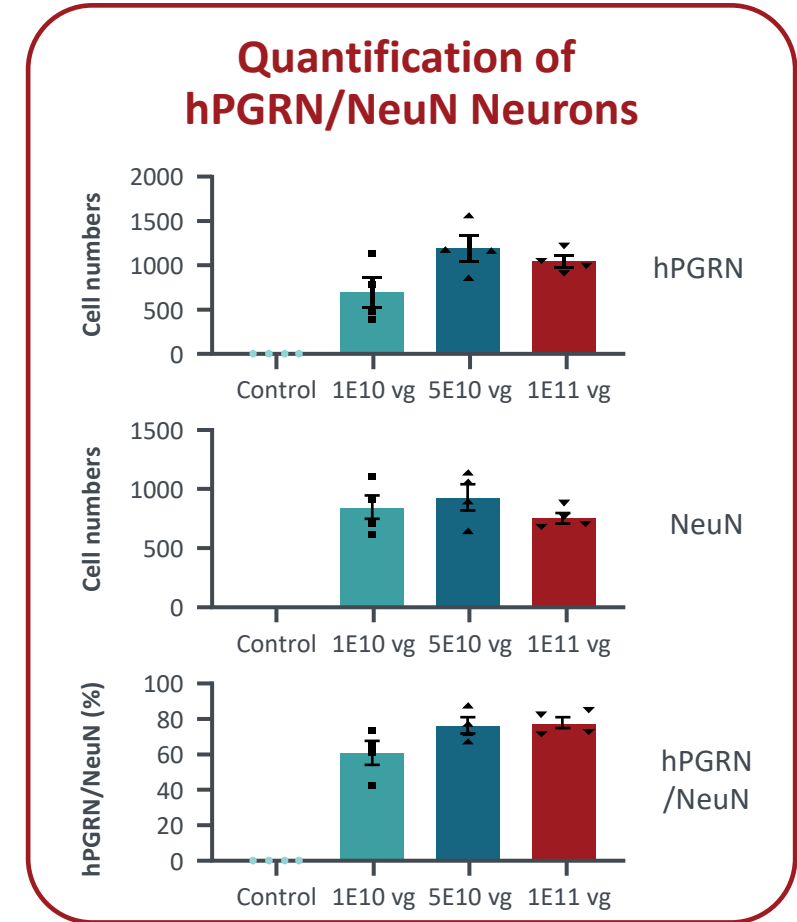 Quantification of
hPGRN/NeuN Neurons
Cell numbers
2000
1500
1000
500
0
hPGRN
Control 1E10 vg 5E10 vg 1E11 vg
Cell numbers
1500
1000
500
0
NeuN
Control 1E10 vg 5E10 vg 1E11 vg
hPGRN/NeuN (%)
100
80
60
40
20
0
hPGRN
/NeuN
Control 1E10 vg 5E10 vg 1E11 vg